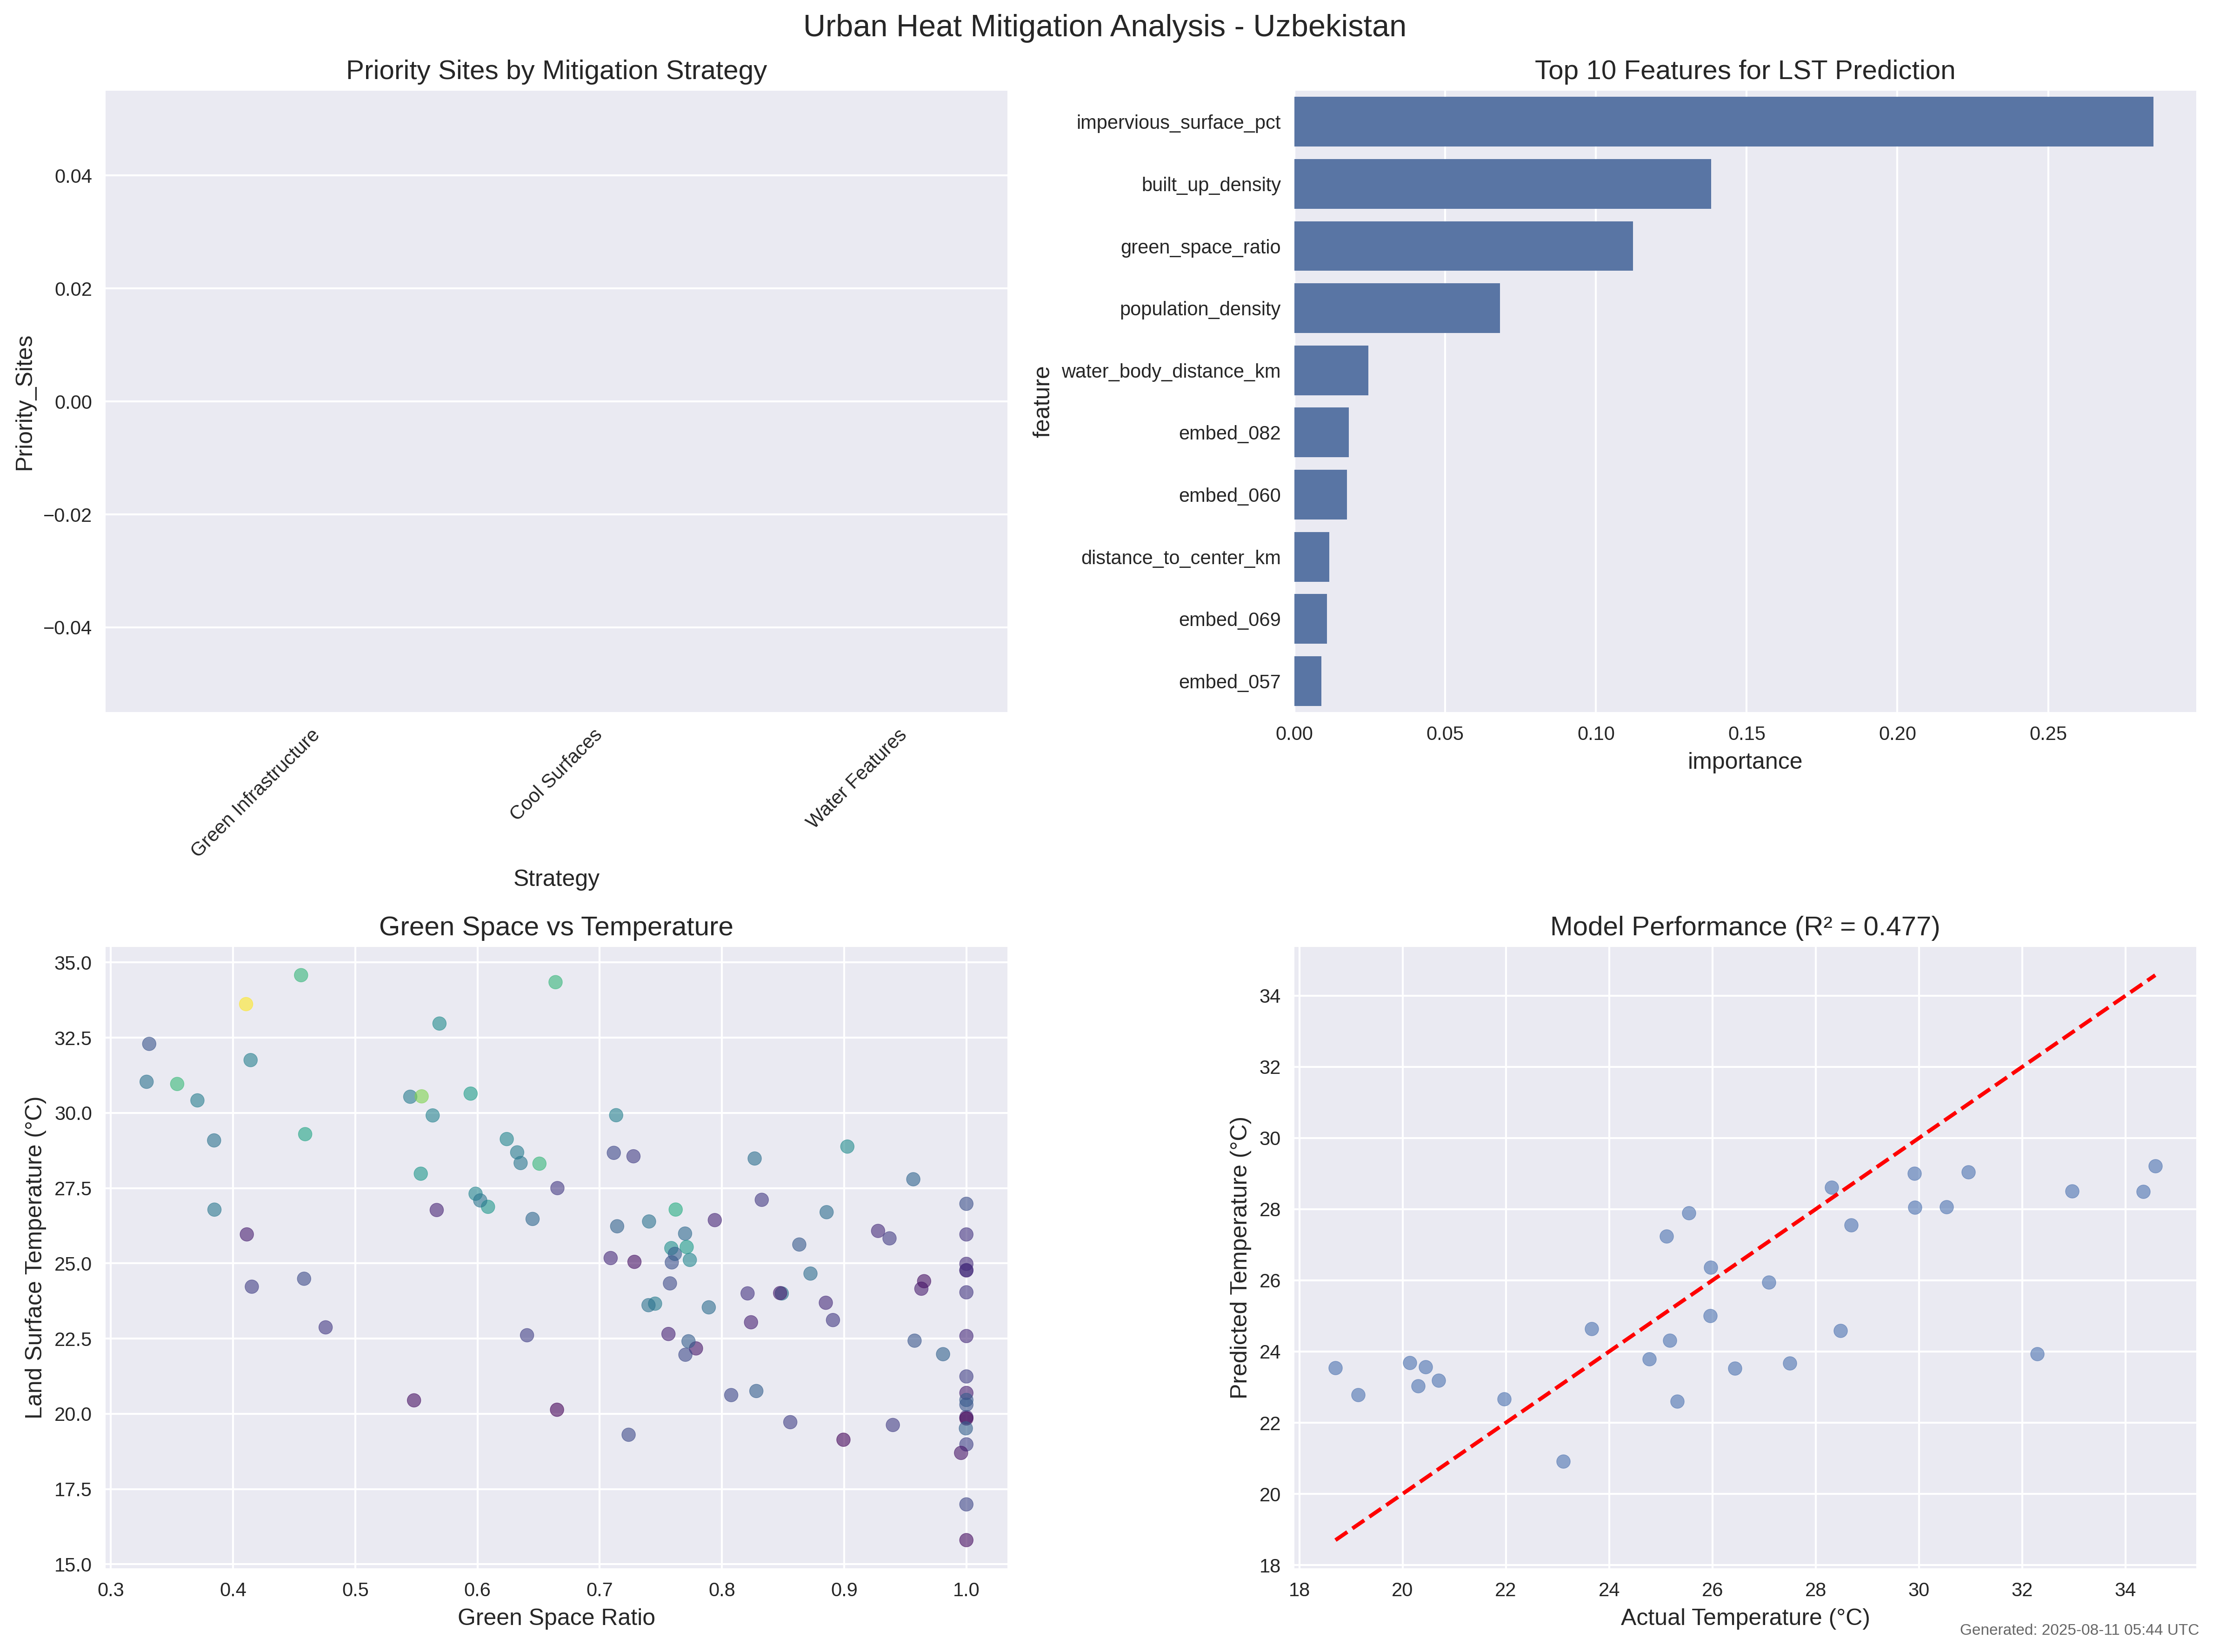 Urban Heat Mitigation Analysis - Uzbekistan
Priority Sites by Mitigation Strategy
Priority_Sites
0.04
0.02
0.00
−0.02
−0.04
Green Infrastructure
Cool Surfaces
Water Features
Strategy
Top 10 Features for LST Prediction
feature
impervious_surface_pct
built_up_density
green_space_ratio
population_density
water_body_distance_km
embed_082
embed_060
distance_to_center_km
embed_069
embed_057
0.00 0.05 0.10 0.15 0.20 0.25
importance
Green Space vs Temperature
Land Surface Temperature (°C)
35.0
32.5
30.0
27.5
25.0
22.5
20.0
17.5
15.0
0.3 0.4 0.5 0.6 0.7 0.8 0.9 1.0
Green Space Ratio
Model Performance (R² = 0.477)
Predicted Temperature (°C)
34
32
30
28
26
24
22
20
18
18 20 22 24 26 28 30 32 34
Actual Temperature (°C)
Generated: 2025-08-11 05:44 UTC